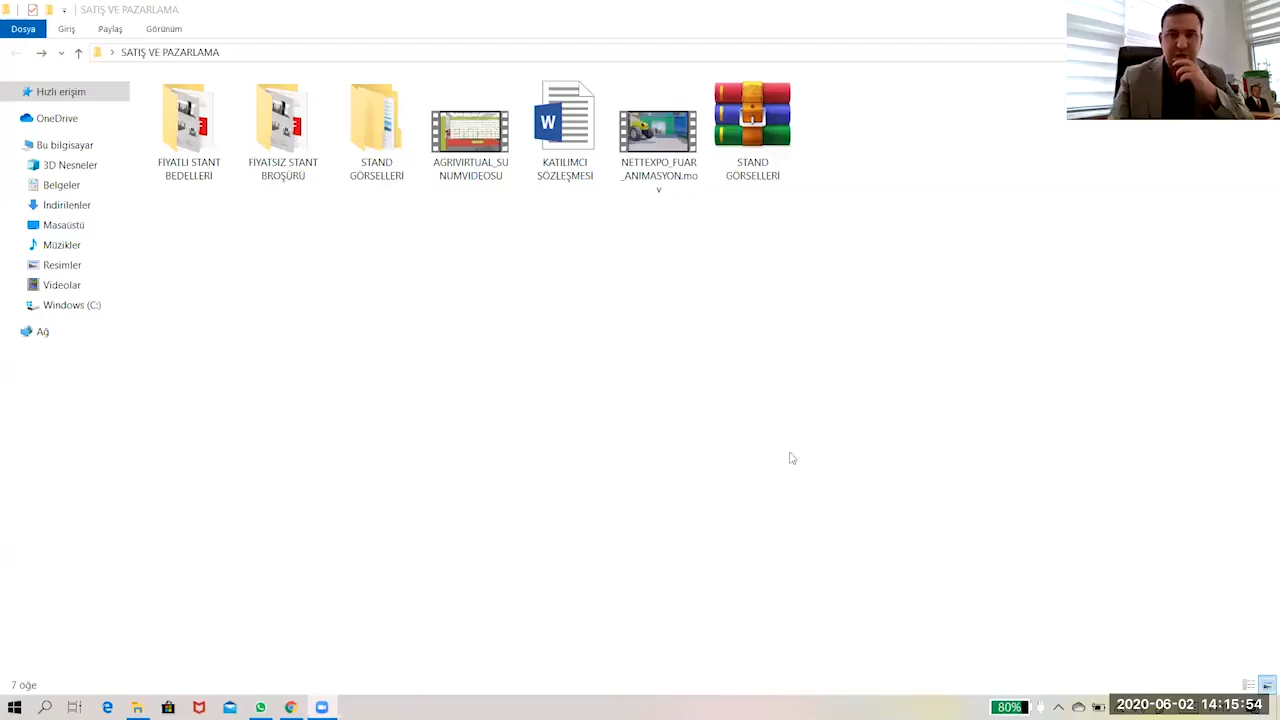 SATIŞ VE PAZARLAMA
Dosya Giriş Paylaş Görünüm
SATIŞ VE PAZARLAMA
Hızlı erişim
OneDrive
Bu bilgisayar
3D Nesneler
Belgeler
İndirilenler
Masaüstü
Müzikler
Resimler
Videolar
Windows (C:)
Ağ
FİYATLI STANT
BEDELLERİ
FİYATSIZ STANT
BROŞÜRÜ
STAND
GÖRSELLERİ
AGRIVIRTUAL_SU
NUMVIDEOSU
W
KATILIMCI
SÖZLEŞMESİ
NETTEXPO_FUAR
_ANIMASYON.mo
v
STAND
GÖRSELLERİ
7 öğe
80%
2020-06-02 14:15:54